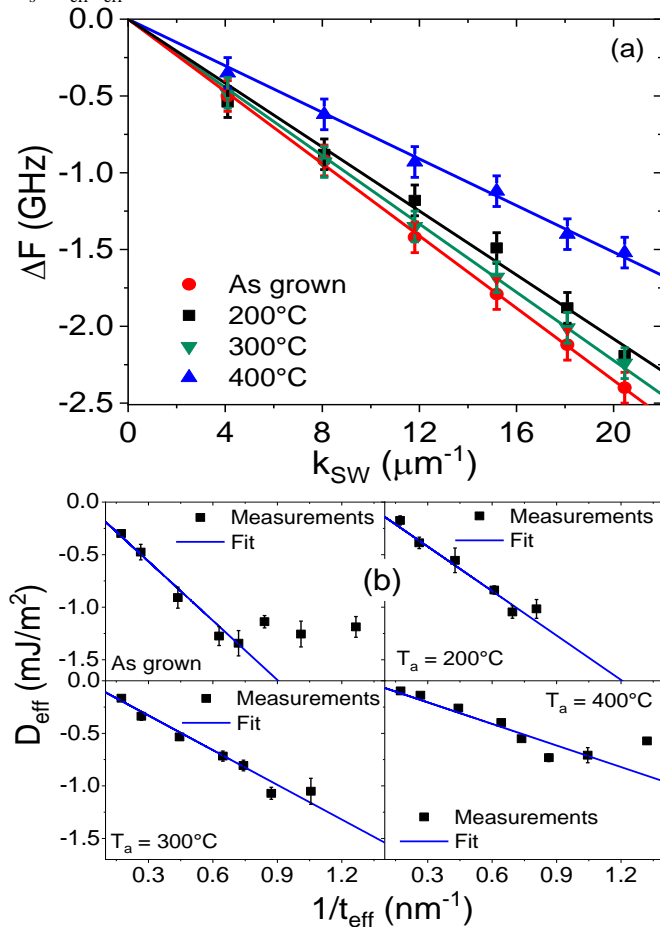 -0.0
(a)
-0.5
-1.0
-1.5
-2.0
-2.5
ΔF (GHz)
As grown
200°C
300°C
400°C
0 4 8 12 16 20
k_SW (μm⁻¹)
0.0
-0.5
-1.0
-1.5
Measurements
Fit
As grown
Measurements
Fit
T_a = 200°C
(b)
D_eff (mJ/m²)
0.0
-0.5
-1.0
-1.5
Measurements
Fit
T_a = 300°C
T_a = 400°C
Measurements
Fit
0.3 0.6 0.9 1.2 0.3 0.6 0.9 1.2
1/t_eff (nm⁻¹)